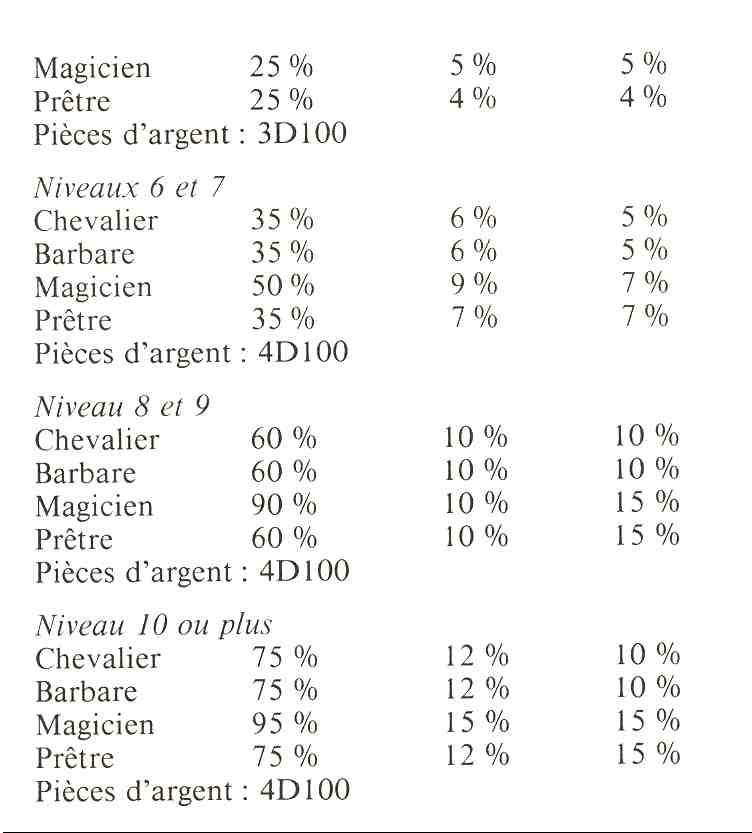 Magicien 25 % 5 % 5 %
Prêtre 25 % 4 % 4 %
Pièces d'argent : 3D100
Niveaux 6 et 7
Chevalier 35 % 6 % 5 %
Barbare 35 % 6 % 5 %
Magicien 50 % 9 % 7 %
Prêtre 35 % 7 % 7 %
Pièces d'argent : 4D100
Niveau 8 et 9
Chevalier 60 % 10 % 10 %
Barbare 60 % 10 % 10 %
Magicien 90 % 10 % 15 %
Prêtre 60 % 10 % 15 %
Pièces d'argent : 4D100
Niveau 10 ou plus
Chevalier 75 % 12 % 10 %
Barbare 75 % 12 % 10 %
Magicien 95 % 15 % 15 %
Prêtre 75 % 12 % 15 %
Pièces d'argent : 4D100